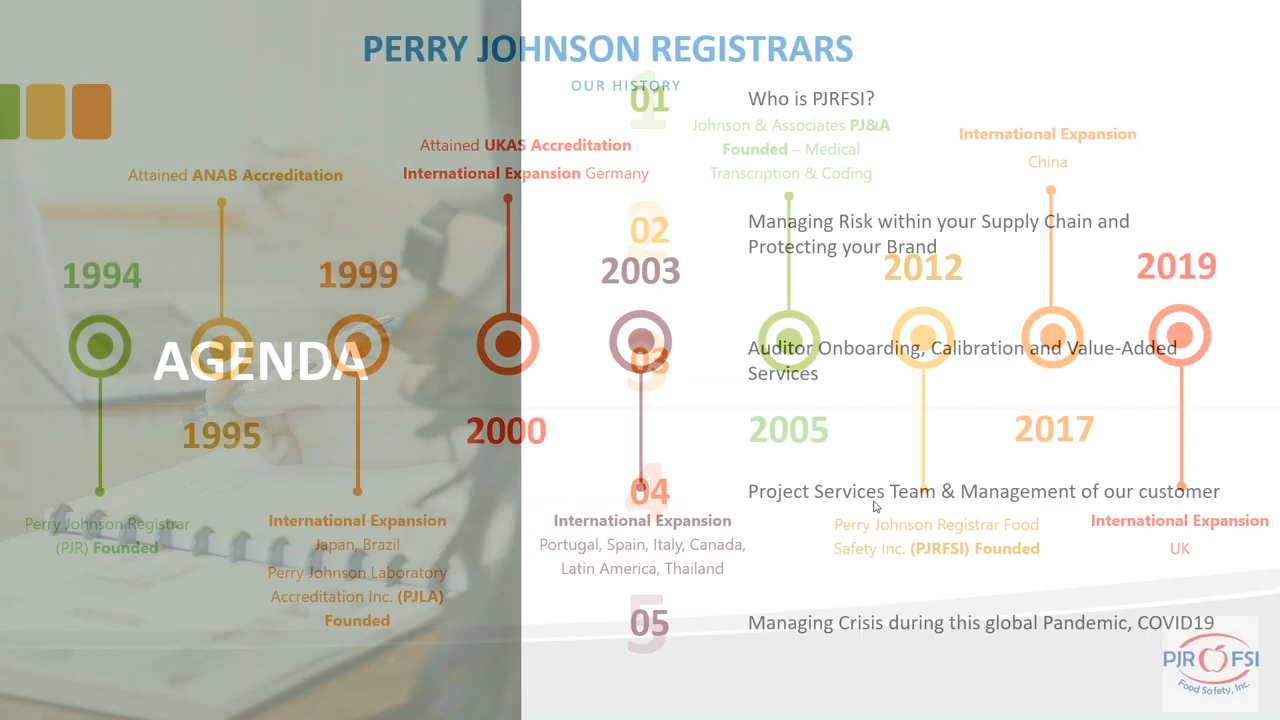 PERRY JOHNSON REGISTRARS
OUR HISTORY
01
Who is PJRFSI?
Johnson & Associates PJ&A
Founded – Medical
Transcription & Coding
International Expansion
China
Attained UKAS Accreditation
International Expansion Germany
Attained ANAB Accreditation
02
Managing Risk within your Supply Chain and
Protecting your Brand
1994
1999
2003
2012
2019
AGENDA
03
Auditor Onboarding, Calibration and Value-Added
Services
1995
2000
2005
2017
04
Project Services Team & Management of our customer
Perry Johnson Registrar
(PJR) Founded
International Expansion
Japan, Brazil
Perry Johnson Laboratory
Accreditation Inc. (PJLA)
Founded
International Expansion
Portugal, Spain, Italy, Canada,
Latin America, Thailand
Perry Johnson Registrar Food
Safety Inc. (PJRFSI) Founded
International Expansion
UK
05
Managing Crisis during this global Pandemic, COVID19
PJR FSI
Food Safety, Inc.